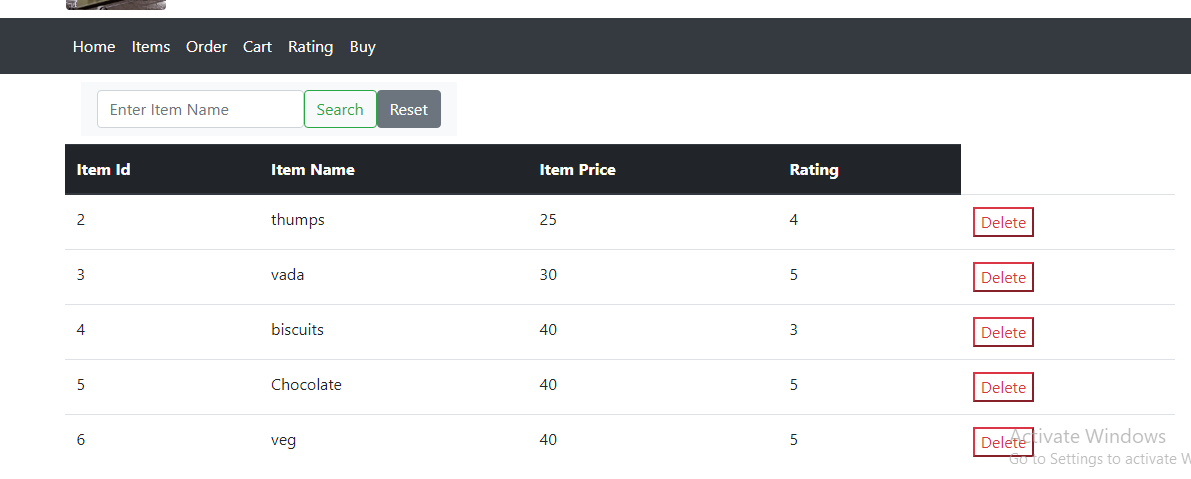 Home Items Order Cart Rating Buy
Enter Item Name Search Reset
Item Id Item Name Item Price Rating
2 thumps 25 4 Delete
3 vada 30 5 Delete
4 biscuits 40 3 Delete
5 Chocolate 40 5 Delete
6 veg 40 5 Delete
Activate Windows
Go to Settings to activate W